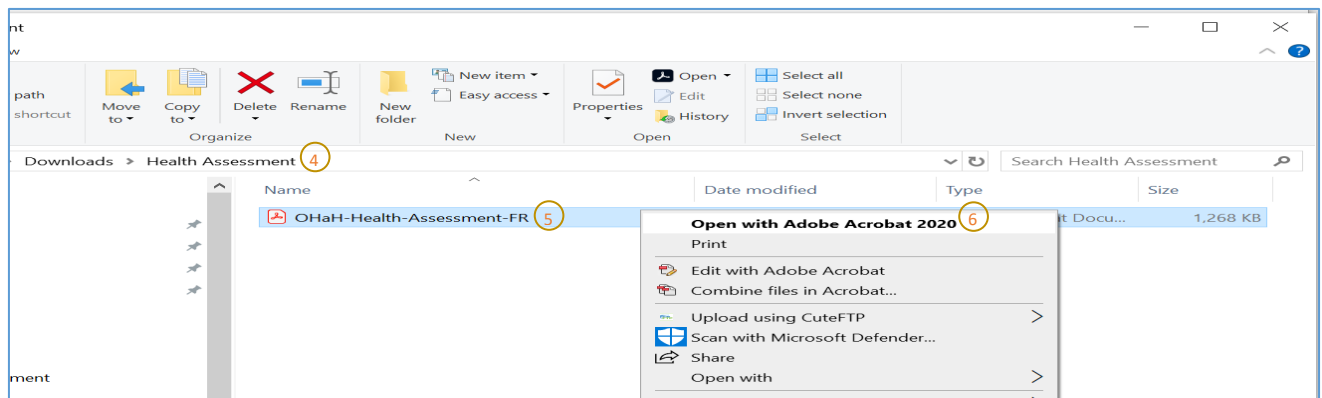 nt
w
path
shortcut
Move to
Copy to
Delete
Rename
Organize
New folder
New item
Easy access
New
Properties
Open
Edit
History
Open
Select all
Select none
Invert selection
Select
Downloads > Health Assessment 4
Search Health Assessment
Name
Date modified
Type
Size
OHaH-Health-Assessment-FR 5
t Docu...
1,268 KB
Open with Adobe Acrobat 2020 6
Print
Edit with Adobe Acrobat
Combine files in Acrobat...
Upload using CuteFTP
Scan with Microsoft Defender...
Share
Open with
ment